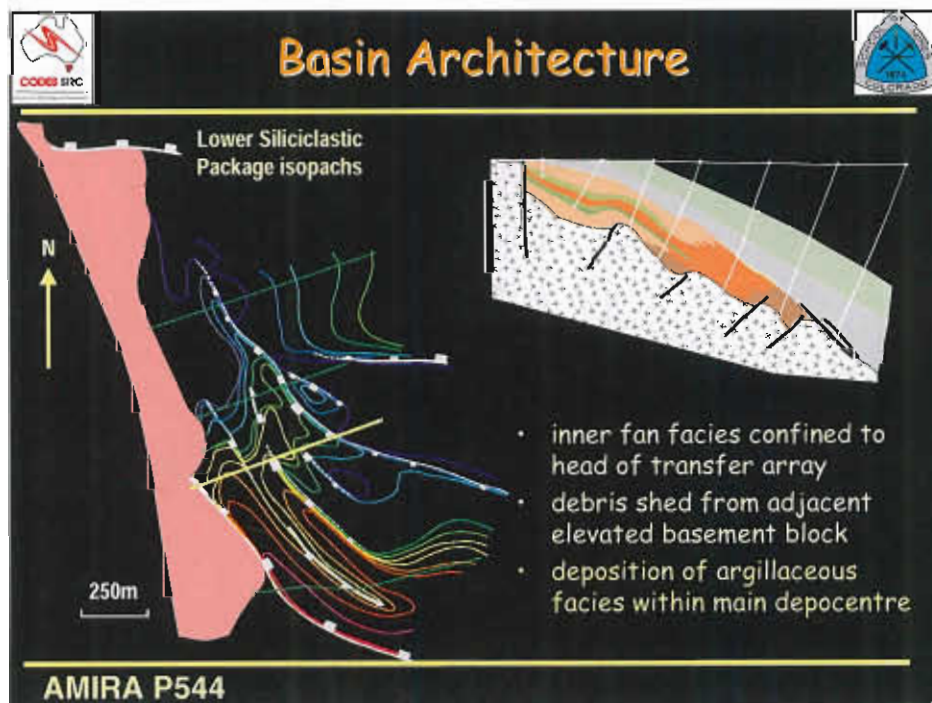 Basin Architecture
CODES SRC
1874
COLORADO
Lower Siliciclastic
Package isopachs
N
250m
• inner fan facies confined to
head of transfer array
• debris shed from adjacent
elevated basement block
• deposition of argillaceous
facies within main depocentre
AMIRA P544